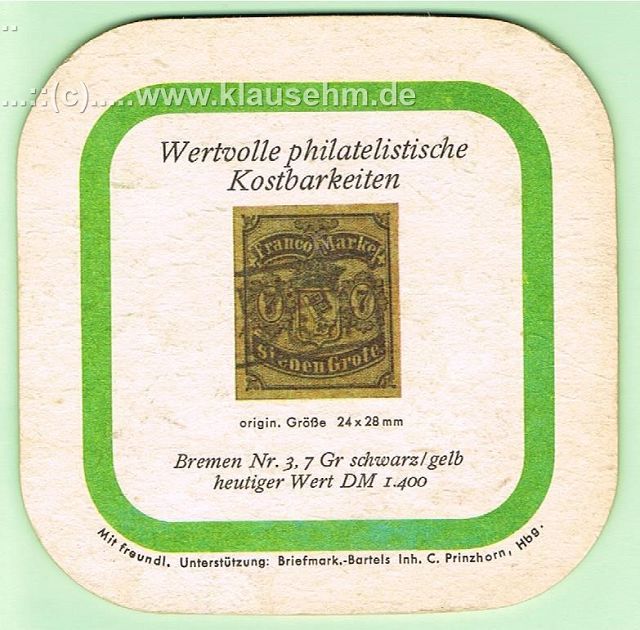 ...::(c).....www.klausehm.de
Wertvolle philatelistische
Kostbarkeiten
Franco Marke
7 7
Sieben Grote.
origin. Größe 24 x 28 mm
Bremen Nr. 3, 7 Gr schwarz/gelb
heutiger Wert DM 1.400
Mit freundl. Unterstützung: Briefmark.-Bartels Inh. C. Prinzhorn, Hbg.